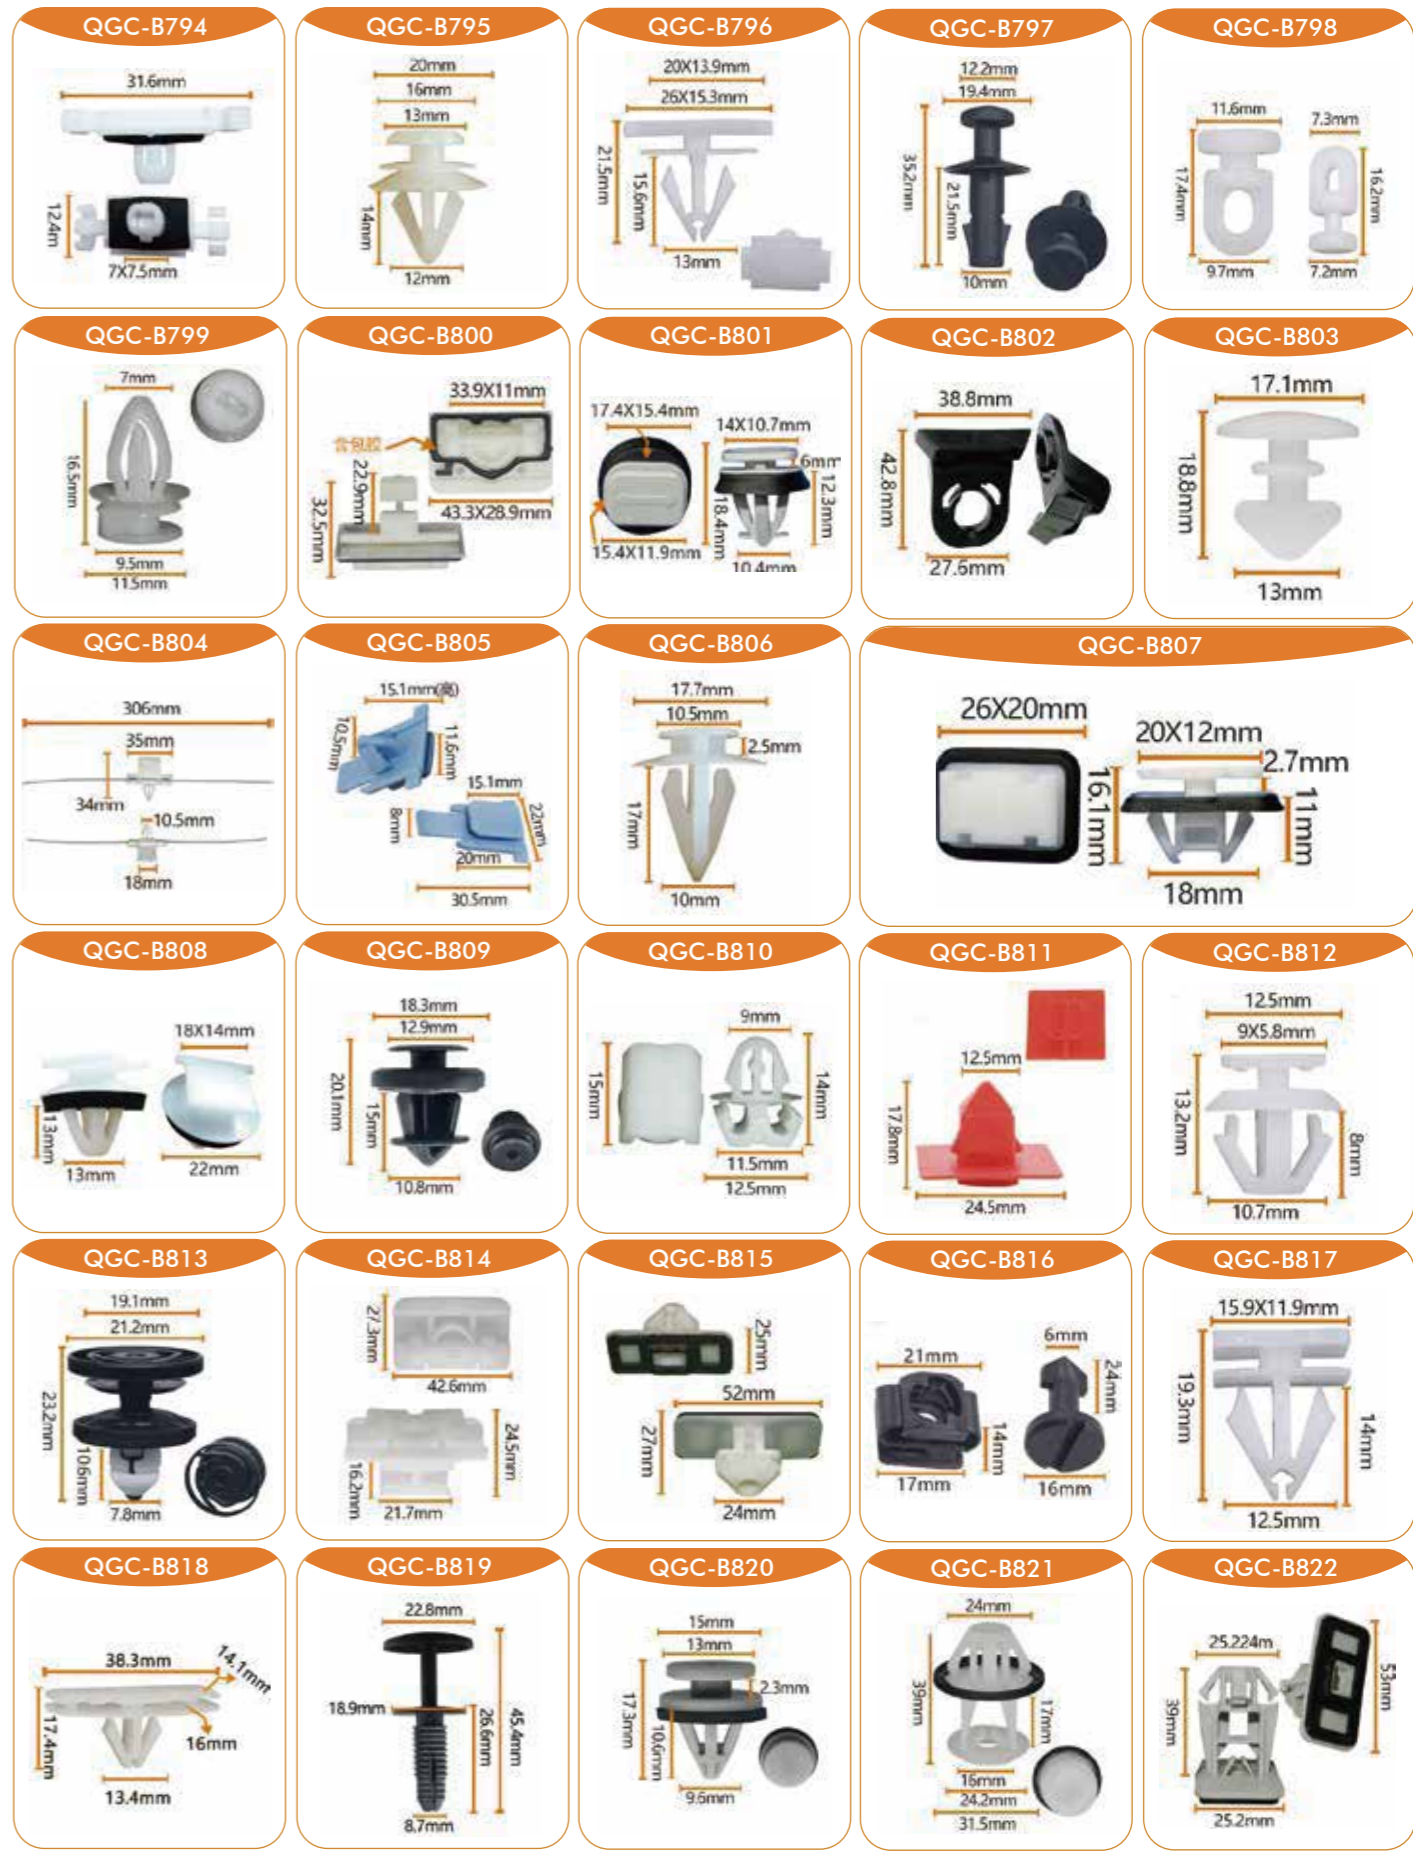 QGC-B794
31.6mm
12.4m
7X7.5mm
QGC-B795
20mm
16mm
13mm
14mm
12mm
QGC-B796
20X13.9mm
26X15.3mm
21.5mm
15.6mm
13mm
QGC-B797
12.2mm
19.4mm
35.2mm
21.5mm
10mm
QGC-B798
11.6mm
7.3mm
17.4mm
16.2mm
9.7mm
7.2mm
QGC-B799
7mm
16.5mm
9.5mm
11.5mm
QGC-B800
33.9X11mm
含包胶
22.9mm
32.5mm
43.3X28.9mm
QGC-B801
17.4X15.4mm
14X10.7mm
6mm
12.3mm
18.4mm
15.4X11.9mm
10.4mm
QGC-B802
38.8mm
42.8mm
27.6mm
QGC-B803
17.1mm
18.8mm
13mm
QGC-B804
306mm
35mm
34mm
10.5mm
18mm
QGC-B805
15.1mm(高)
10.5mm
11.6mm
15.1mm
8mm
22mm
20mm
30.5mm
QGC-B806
17.7mm
10.5mm
2.5mm
17mm
10mm
QGC-B807
26X20mm
20X12mm
2.7mm
16.1mm
11mm
18mm
QGC-B808
18X14mm
13mm
13mm
22mm
QGC-B809
18.3mm
12.9mm
20.1mm
15mm
10.8mm
QGC-B810
9mm
15mm
14mm
11.5mm
12.5mm
QGC-B811
12.5mm
17.8mm
24.5mm
QGC-B812
12.5mm
9X5.8mm
13.2mm
8mm
10.7mm
QGC-B813
19.1mm
21.2mm
23.2mm
106mm
7.8mm
QGC-B814
27.3mm
42.6mm
24.5mm
16.2mm
21.7mm
QGC-B815
25mm
52mm
27mm
24mm
QGC-B816
6mm
21mm
24mm
14mm
17mm
16mm
QGC-B817
15.9X11.9mm
19.3mm
14mm
12.5mm
QGC-B818
38.3mm
14.1mm
17.4mm
16mm
13.4mm
QGC-B819
22.8mm
18.9mm
26.6mm
45.4mm
8.7mm
QGC-B820
15mm
13mm
2.3mm
17.3mm
10.6mm
9.6mm
QGC-B821
24mm
39mm
17mm
16mm
24.2mm
31.5mm
QGC-B822
25.224m
39mm
53mm
25.2mm